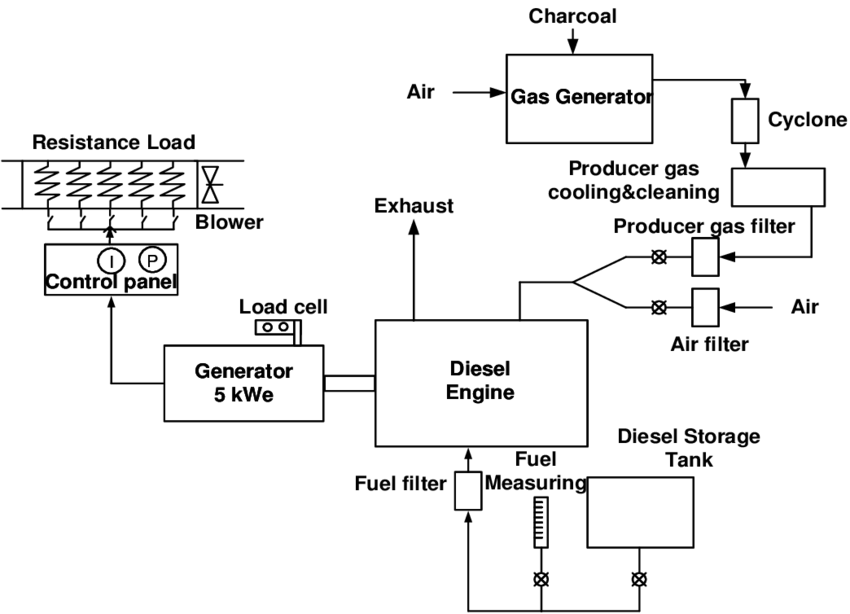 Charcoal
Air
Gas Generator
Cyclone
Resistance Load
Producer gas
cooling&cleaning
Blower
Exhaust
Producer gas filter
I
P
Control panel
Load cell
Air
Air filter
Generator
5 kWe
Diesel
Engine
Diesel Storage
Tank
Fuel filter
Fuel
Measuring